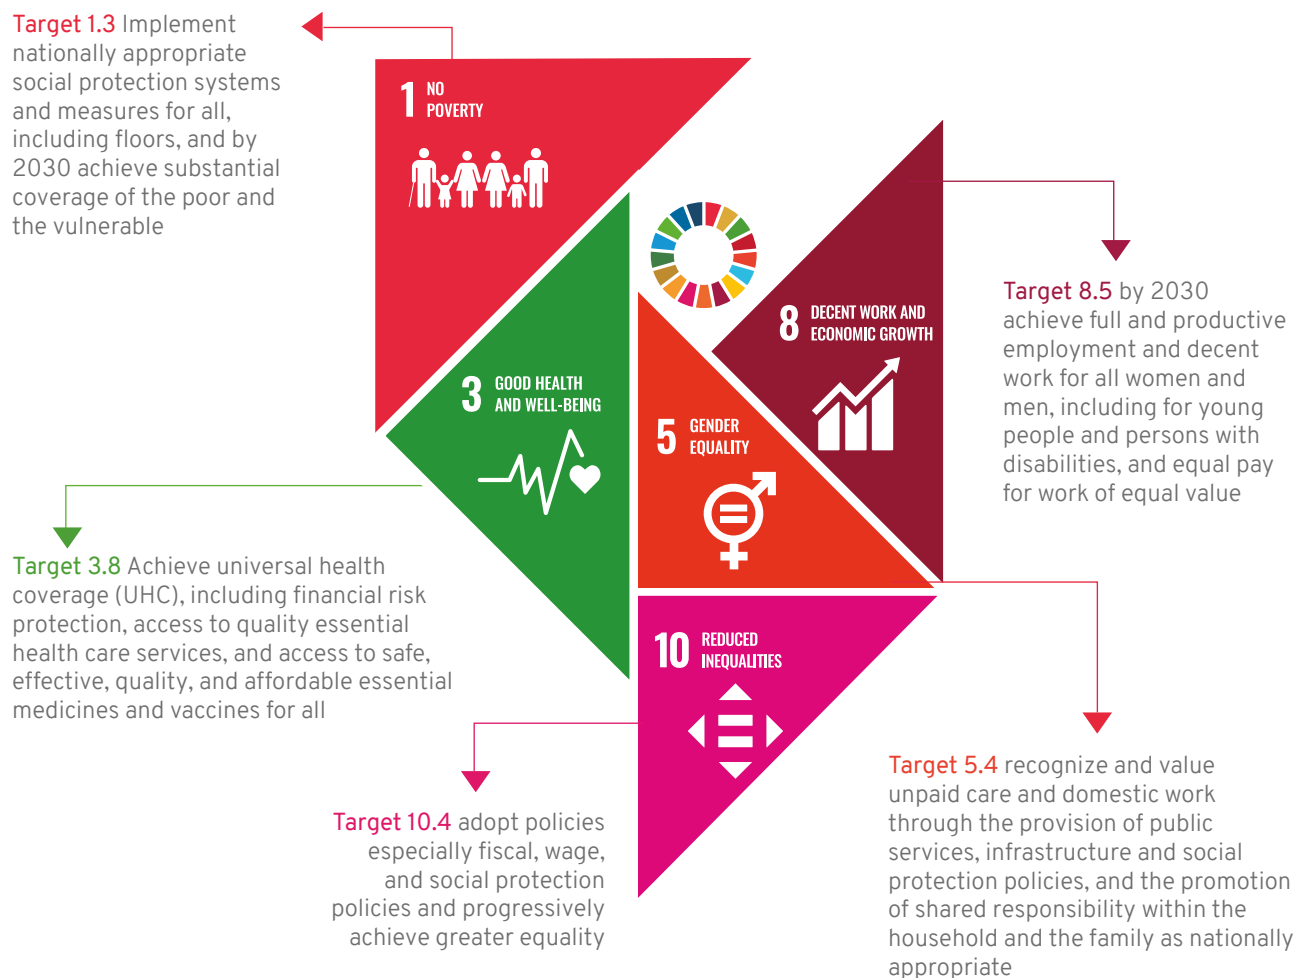 Target 1.3 Implement
nationally appropriate
social protection systems
and measures for all,
including floors, and by
2030 achieve substantial
coverage of the poor and
the vulnerable
1 NO
POVERTY
8 DECENT WORK AND
ECONOMIC GROWTH
Target 8.5 by 2030
achieve full and productive
employment and decent
work for all women and
men, including for young
people and persons with
disabilities, and equal pay
for work of equal value
3 GOOD HEALTH
AND WELL-BEING
5 GENDER
EQUALITY
Target 3.8 Achieve universal health
coverage (UHC), including financial risk
protection, access to quality essential
health care services, and access to safe,
effective, quality, and affordable essential
medicines and vaccines for all
10 REDUCED
INEQUALITIES
Target 10.4 adopt policies
especially fiscal, wage,
and social protection
policies and progressively
achieve greater equality
Target 5.4 recognize and value
unpaid care and domestic work
through the provision of public
services, infrastructure and social
protection policies, and the promotion
of shared responsibility within the
household and the family as nationally
appropriate